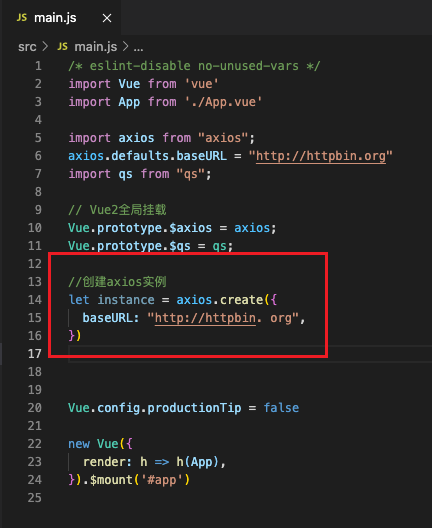 JS main.js ×
src > JS main.js > ...
1 /* eslint-disable no-unused-vars */
2 import Vue from 'vue'
3 import App from './App.vue'
4
5 import axios from "axios";
6 axios.defaults.baseURL = "http://httpbin.org"
7 import qs from "qs";
8
9 // Vue2全局挂载
10 Vue.prototype.$axios = axios;
11 Vue.prototype.$qs = qs;
12
13 //创建axios实例
14 let instance = axios.create({
15 baseURL: "http://httpbin. org",
16 })
17
18
19
20 Vue.config.productionTip = false
21
22 new Vue({
23 render: h => h(App),
24 }).$mount('#app')
25